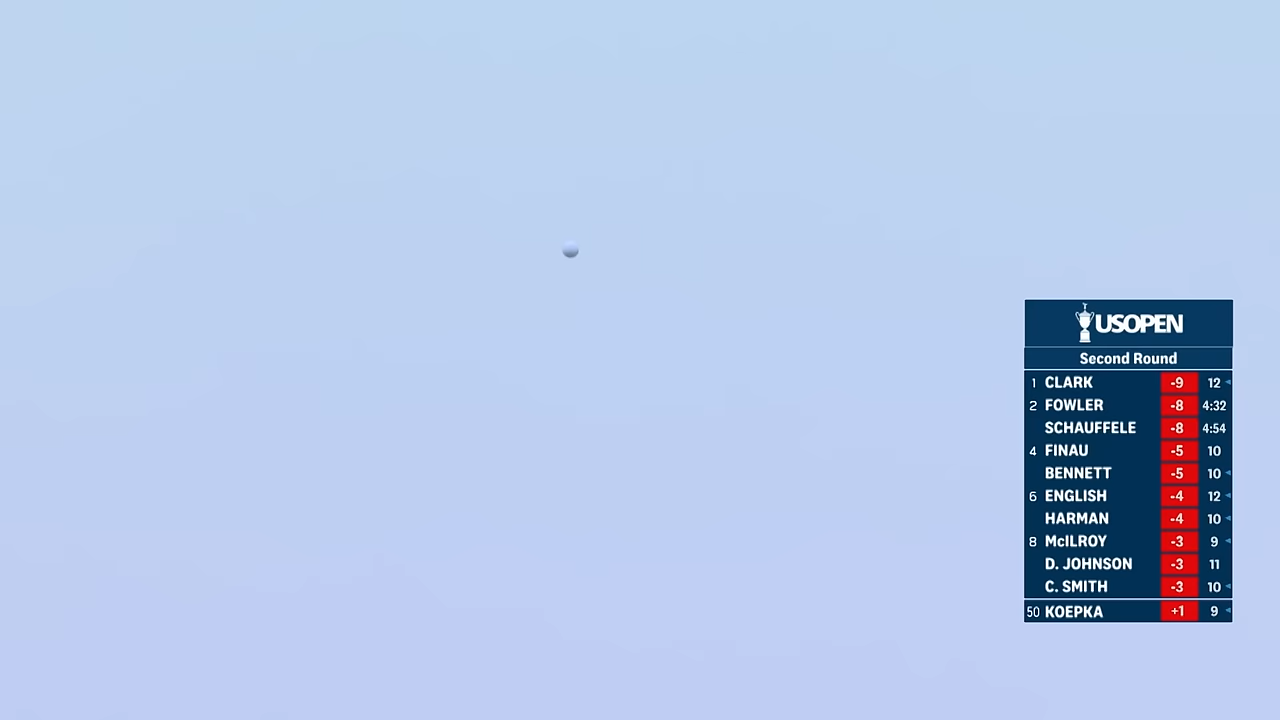 USOPEN
Second Round
1 CLARK -9 12
2 FOWLER -8 4:32
SCHAUFFELE -8 4:54
4 FINAU -5 10
BENNETT -5 10
6 ENGLISH -4 12
HARMAN -4 10
8 McILROY -3 9
D. JOHNSON -3 11
C. SMITH -3 10
50 KOEPKA +1 9